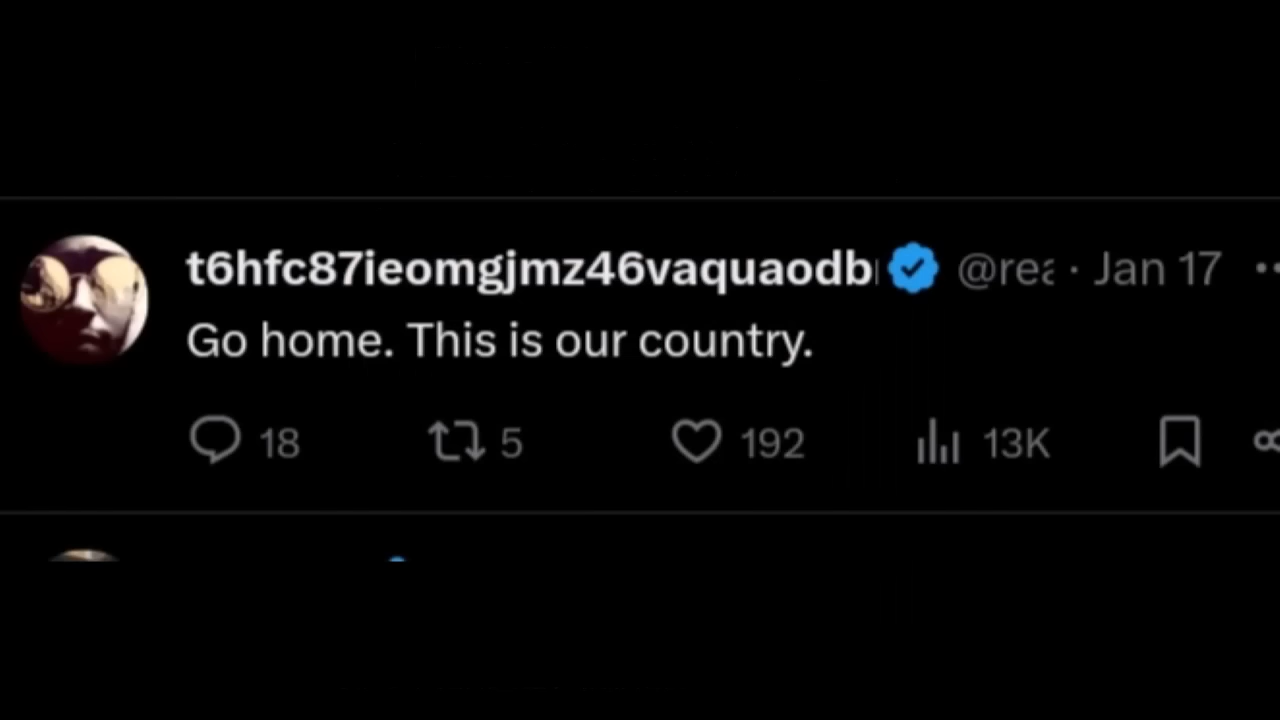 t6hfc87ieomgjmz46vaquaodb @rea · Jan 17
Go home. This is our country.
18 5 192 13K